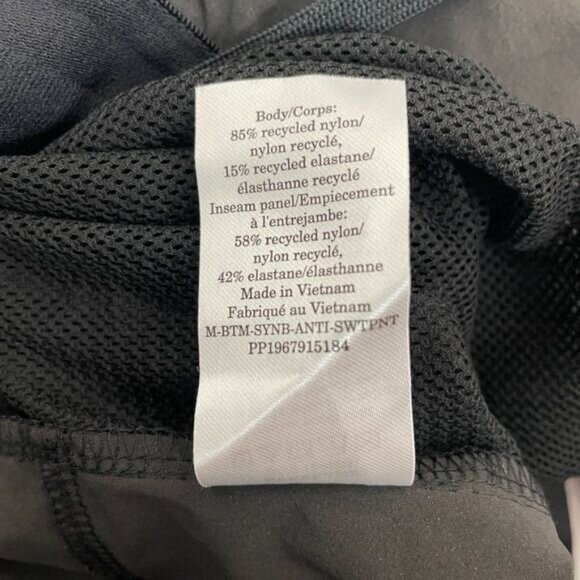 Body/Corps:
85% recycled nylon/
nylon recyclé,
15% recycled elastane/
élasthanne recyclé
Inseam panel/Empiecement
à l'entrejambe:
58% recycled nylon/
nylon recyclé,
42% elastane/élasthanne
Made in Vietnam
Fabriqué au Vietnam
M-BTM-SYNB-ANTI-SWTPNT
PP1967915184